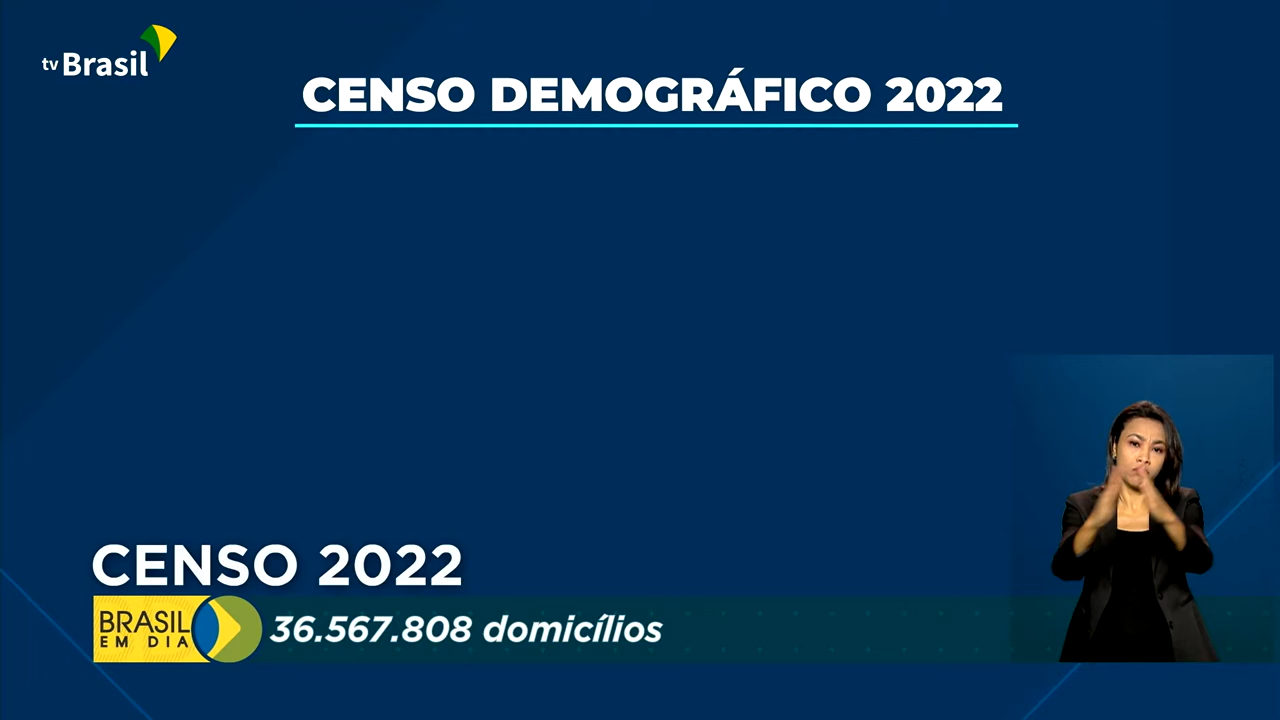 tv Brasil
CENSO DEMOGRÁFICO 2022
CENSO 2022
BRASIL
EM DIA
36.567.808 domicílios